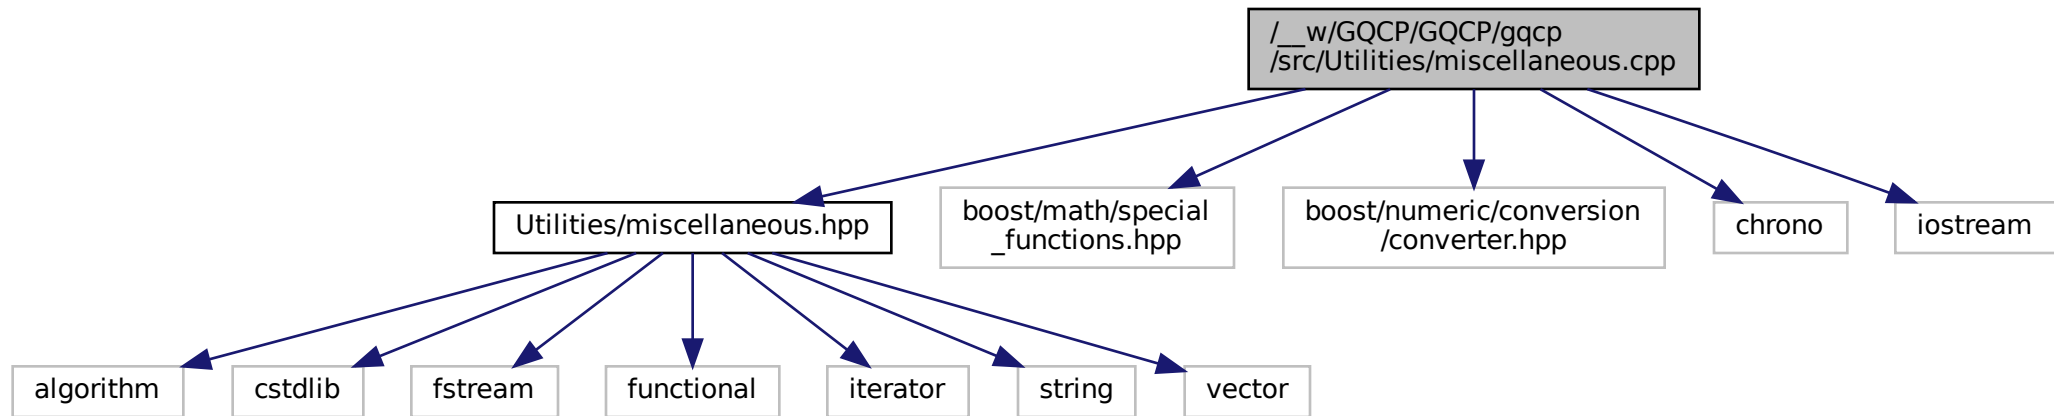 /__w/GQCP/GQCP/gqcp
/src/Utilities/miscellaneous.cpp
Utilities/miscellaneous.hpp
boost/math/special
_functions.hpp
boost/numeric/conversion
/converter.hpp
chrono
iostream
algorithm
cstdlib
fstream
functional
iterator
string
vector